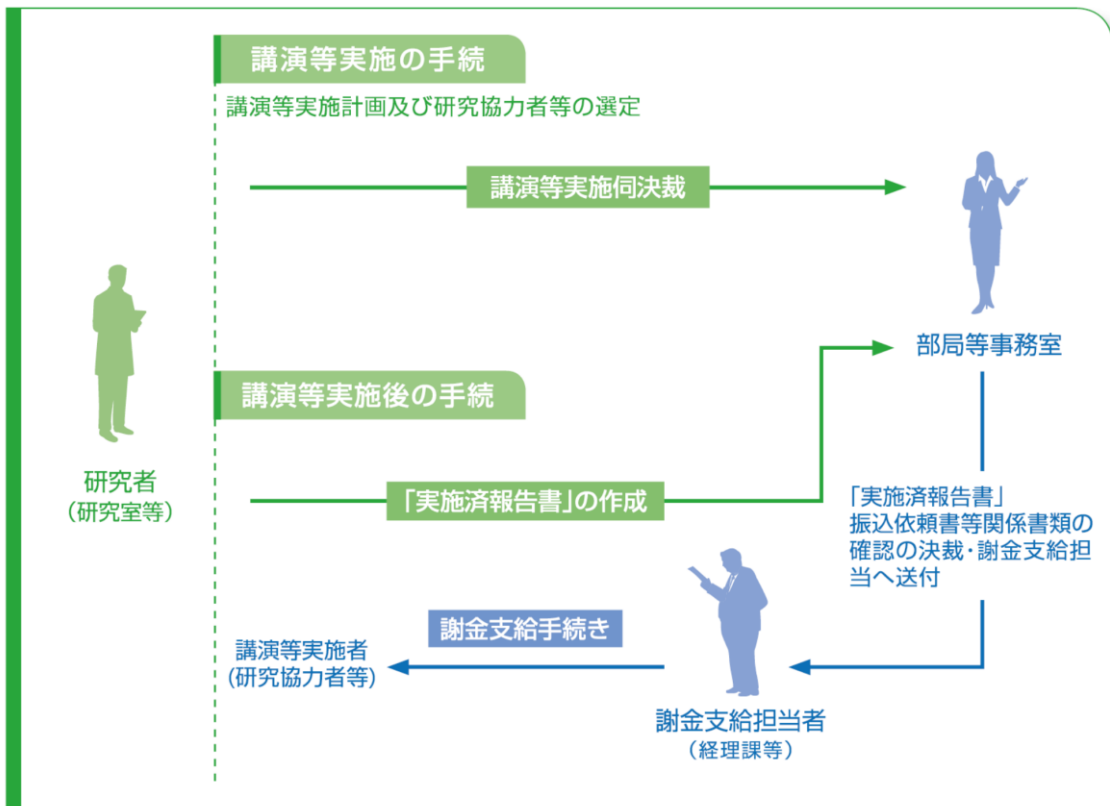 講演等実施の手続
講演等実施計画及び研究協力者等の選定
講演等実施伺決裁
部局等事務室
講演等実施後の手続
研究者
（研究室等）
「実施済報告書」の作成
「実施済報告書」
振込依頼書等関係書類の
確認の決裁・謝金支給担
当へ送付
謝金支給手続き
講演等実施者
(研究協力者等)
謝金支給担当者
（経理課等）